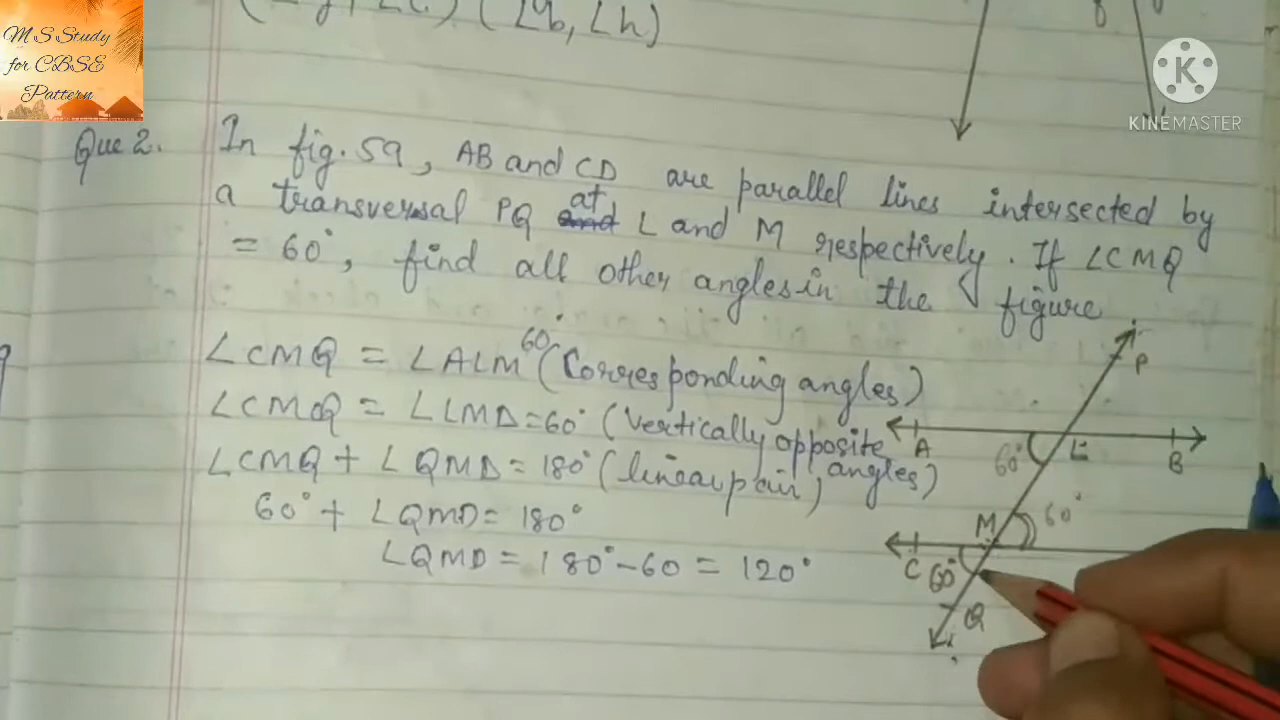 M S Study
for CBSE
Pattern
KINEMASTER
(∠b, ∠h)
Que 2. In fig. 59, AB and CD are parallel lines intersected by
a transversal PQ at L and M respectively. If ∠CMQ
= 60°, find all other angles in the figure
∠CMQ = ∠ALM 60° (Corresponding angles)
∠CMQ = ∠LMD = 60° (vertically opposite
angles)
∠CMQ + ∠QMD = 180° (linear pair)
60° + ∠QMD = 180°
∠QMD = 180° - 60 = 120°
P
A
L
B
60°
M
60°
C
60°
Q